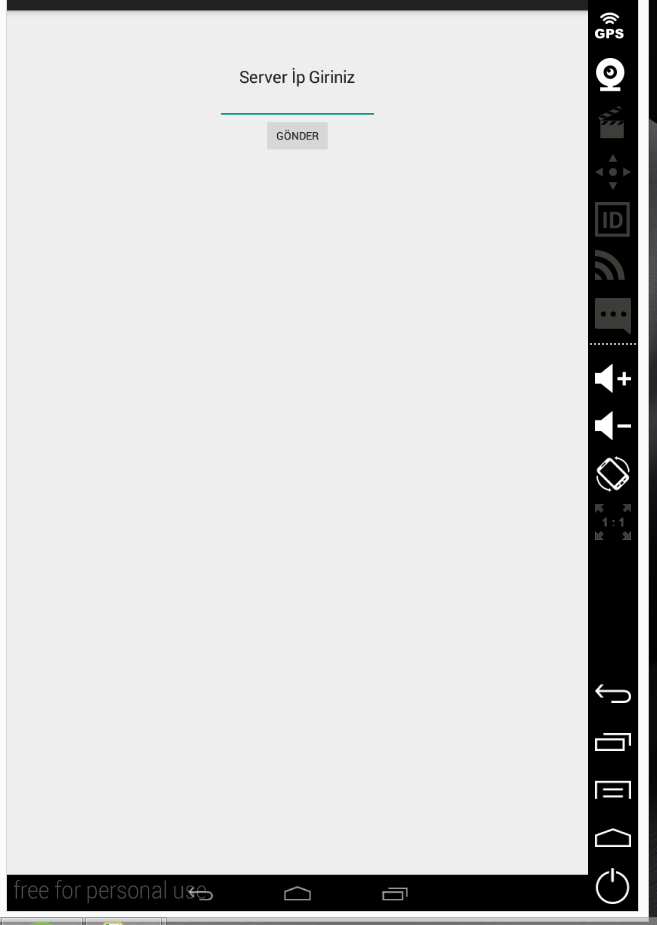 GPS
Server İp Giriniz
GÖNDER
ID
1:1
free for personal use